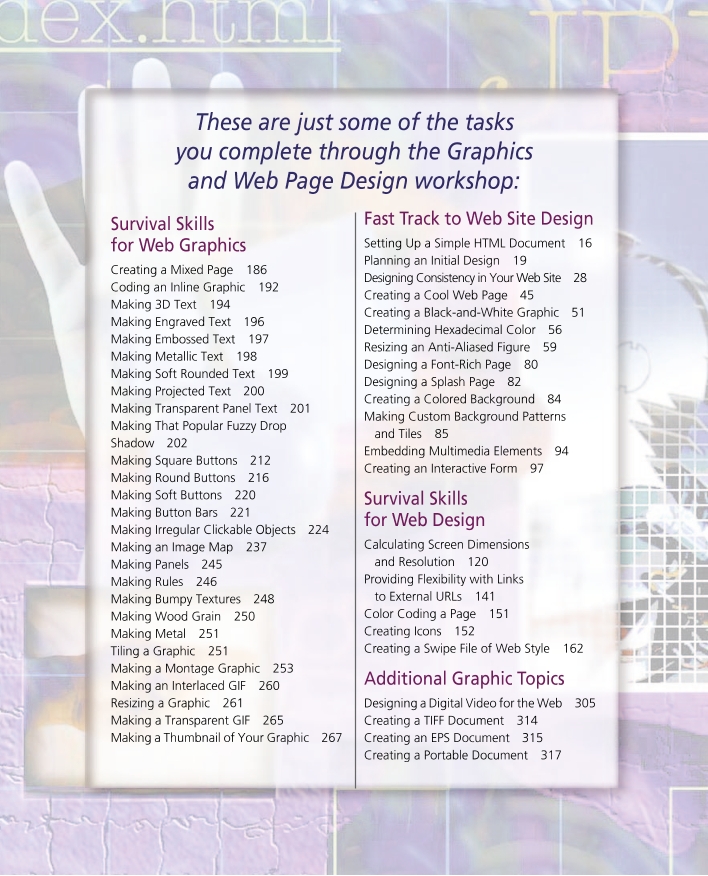 dex.html
JP
These are just some of the tasks
you complete through the Graphics
and Web Page Design workshop:
Survival Skills
for Web Graphics
Creating a Mixed Page 186
Coding an Inline Graphic 192
Making 3D Text 194
Making Engraved Text 196
Making Embossed Text 197
Making Metallic Text 198
Making Soft Rounded Text 199
Making Projected Text 200
Making Transparent Panel Text 201
Making That Popular Fuzzy Drop
Shadow 202
Making Square Buttons 212
Making Round Buttons 216
Making Soft Buttons 220
Making Button Bars 221
Making Irregular Clickable Objects 224
Making an Image Map 237
Making Panels 245
Making Rules 246
Making Bumpy Textures 248
Making Wood Grain 250
Making Metal 251
Tiling a Graphic 251
Making a Montage Graphic 253
Making an Interlaced GIF 260
Resizing a Graphic 261
Making a Transparent GIF 265
Making a Thumbnail of Your Graphic 267
Fast Track to Web Site Design
Setting Up a Simple HTML Document 16
Planning an Initial Design 19
Designing Consistency in Your Web Site 28
Creating a Cool Web Page 45
Creating a Black-and-White Graphic 51
Determining Hexadecimal Color 56
Resizing an Anti-Aliased Figure 59
Designing a Font-Rich Page 80
Designing a Splash Page 82
Creating a Colored Background 84
Making Custom Background Patterns
and Tiles 85
Embedding Multimedia Elements 94
Creating an Interactive Form 97
Survival Skills
for Web Design
Calculating Screen Dimensions
and Resolution 120
Providing Flexibility with Links
to External URLs 141
Color Coding a Page 151
Creating Icons 152
Creating a Swipe File of Web Style 162
Additional Graphic Topics
Designing a Digital Video for the Web 305
Creating a TIFF Document 314
Creating an EPS Document 315
Creating a Portable Document 317